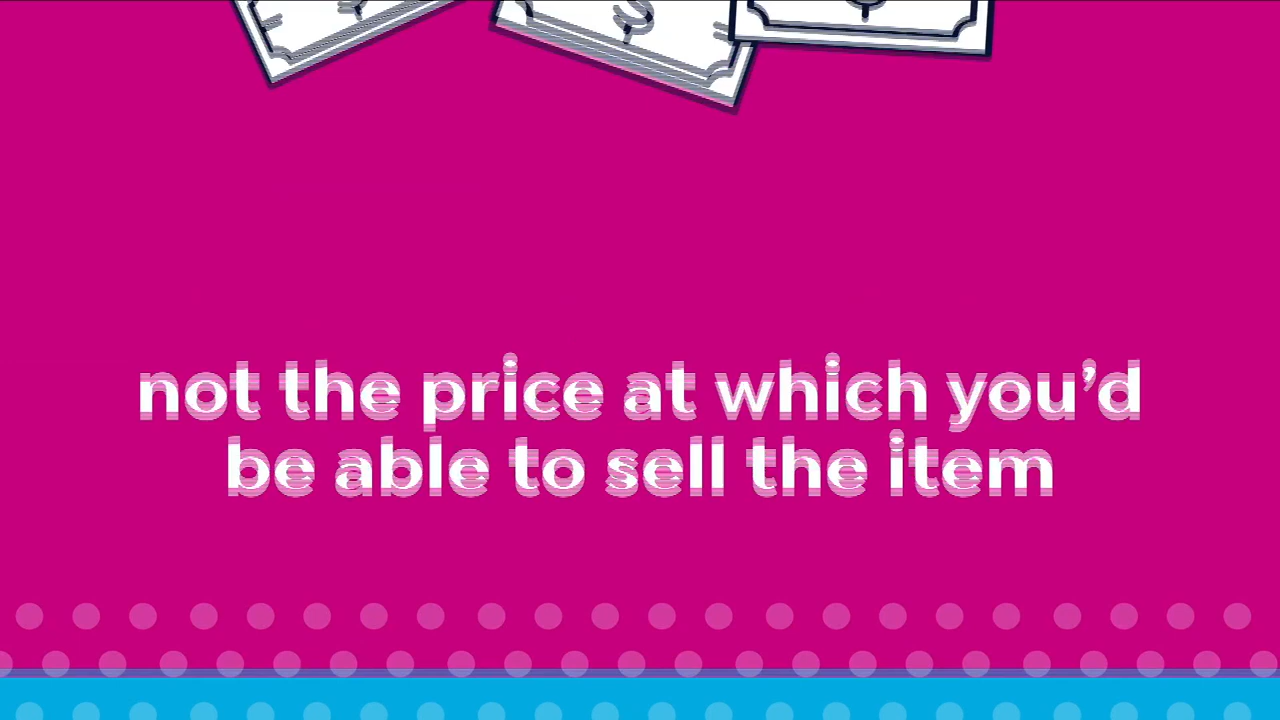 not the price at which you’d
be able to sell the item